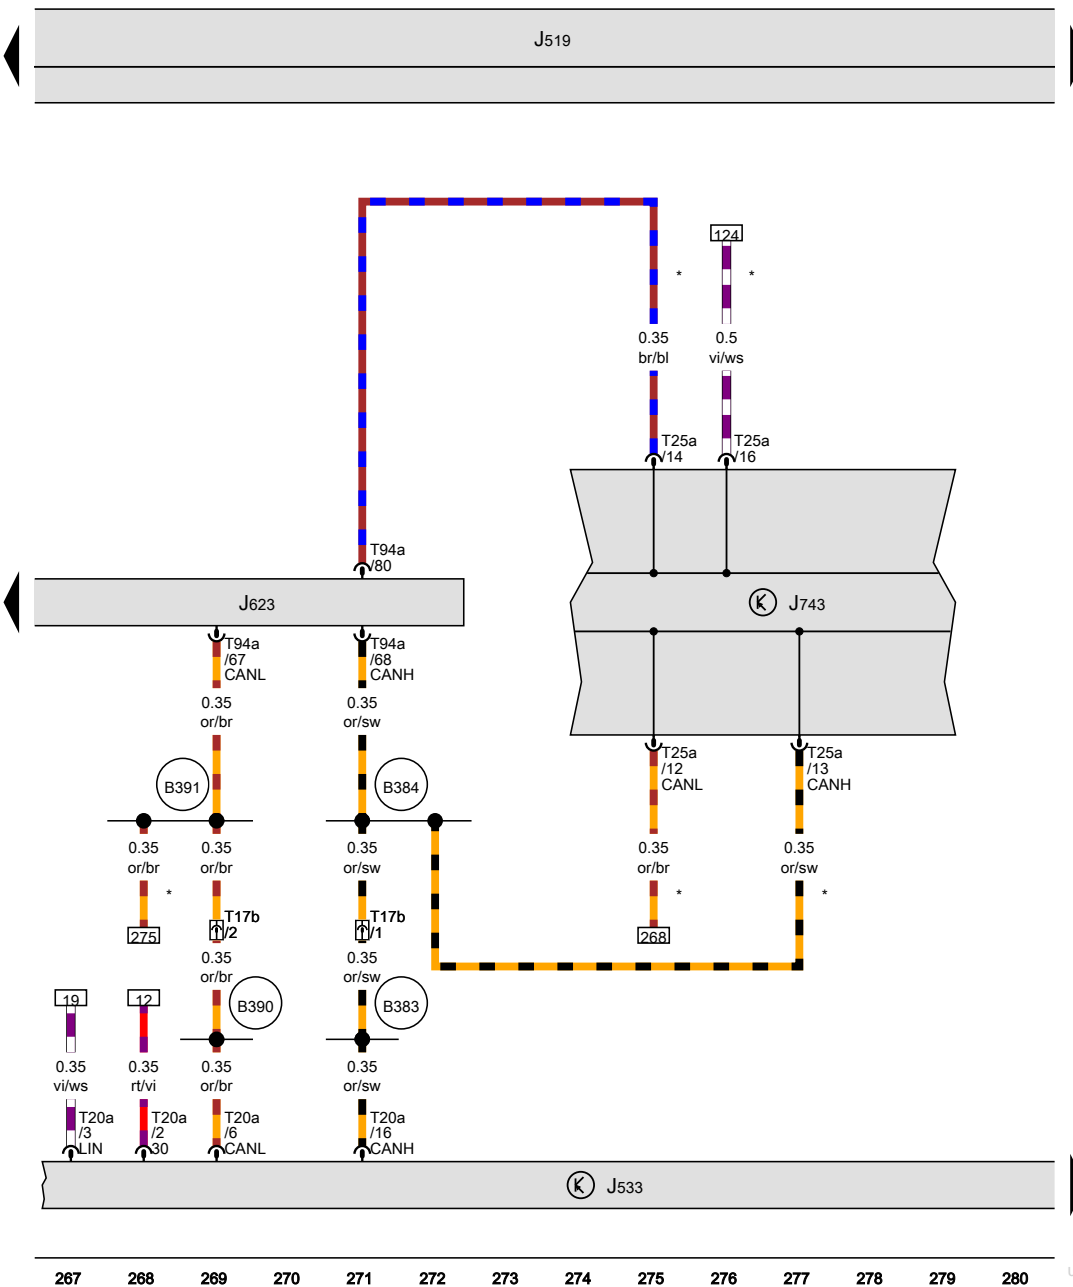 J519
124
*
*
0.35
br/bl
0.5
vi/ws
T25a
/14
T25a
/16
T94a
/80
J623
J743
T94a
/67
CANL
T94a
/68
CANH
0.35
or/br
0.35
or/sw
T25a
/12
CANL
T25a
/13
CANH
B391
B384
0.35
or/br
0.35
or/br
0.35
or/sw
0.35
or/br
0.35
or/sw
*
*
*
275
T17b
/2
T17b
/1
268
0.35
or/br
0.35
or/sw
19
12
B390
B383
0.35
vi/ws
0.35
rt/vi
0.35
or/br
0.35
or/sw
T20a
/3
LIN
T20a
/2
30
T20a
/6
CANL
T20a
/16
CANH
J533
267 268 269 270 271 272 273 274 275 276 277 278 279 280